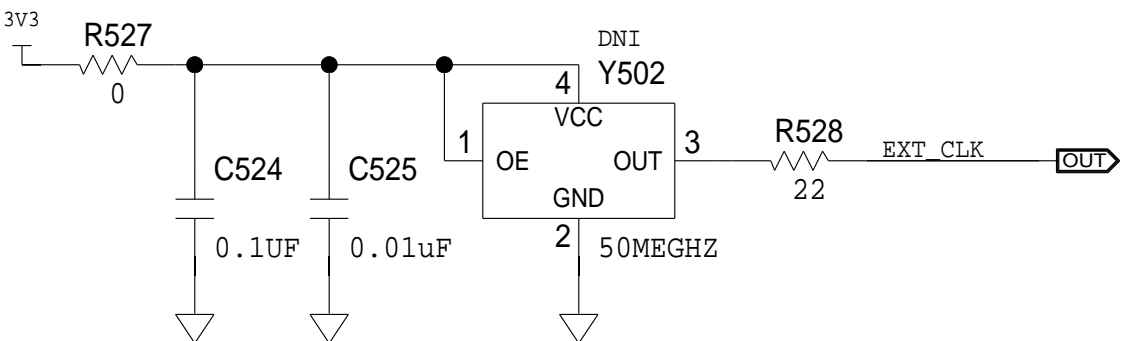 3V3
R527
0
C524
0.1UF
C525
0.01uF
DNI
Y502
4
VCC
1
OE
OUT
3
GND
2
50MEGHZ
R528
22
EXT_CLK
OUT